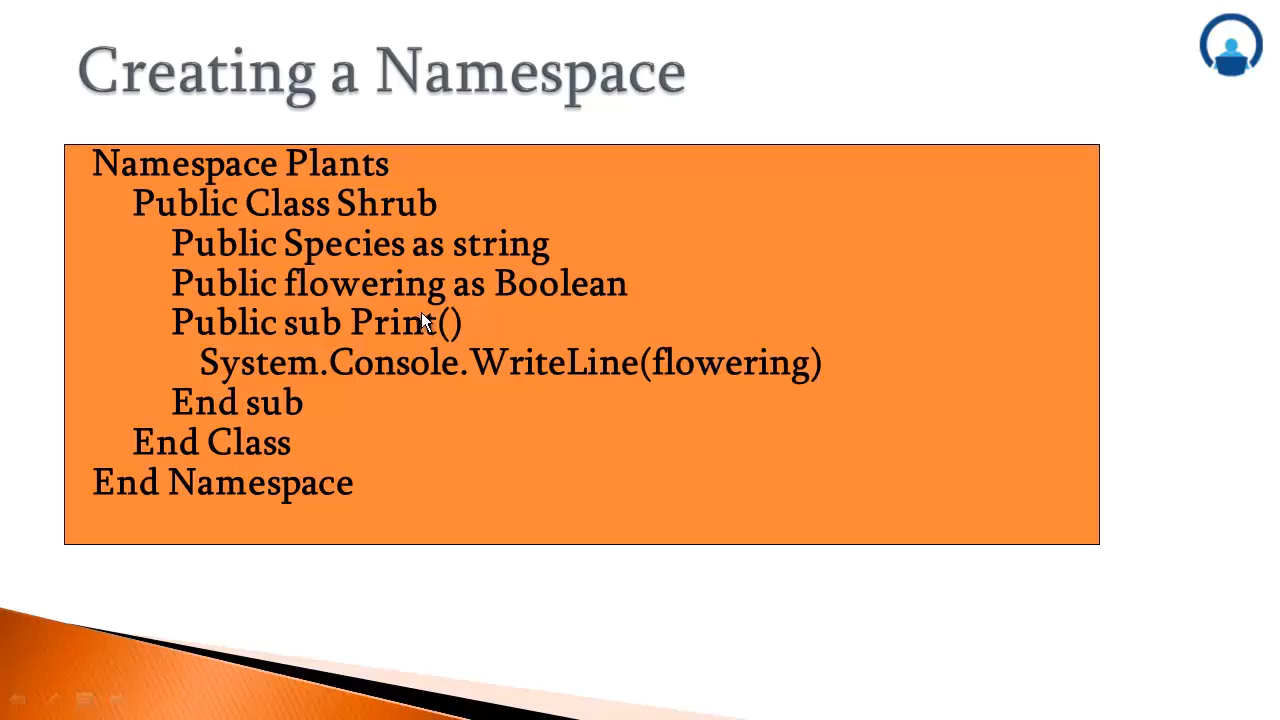 Creating a Namespace
Namespace Plants
Public Class Shrub
Public Species as string
Public flowering as Boolean
Public sub Print()
System.Console.WriteLine(flowering)
End sub
End Class
End Namespace